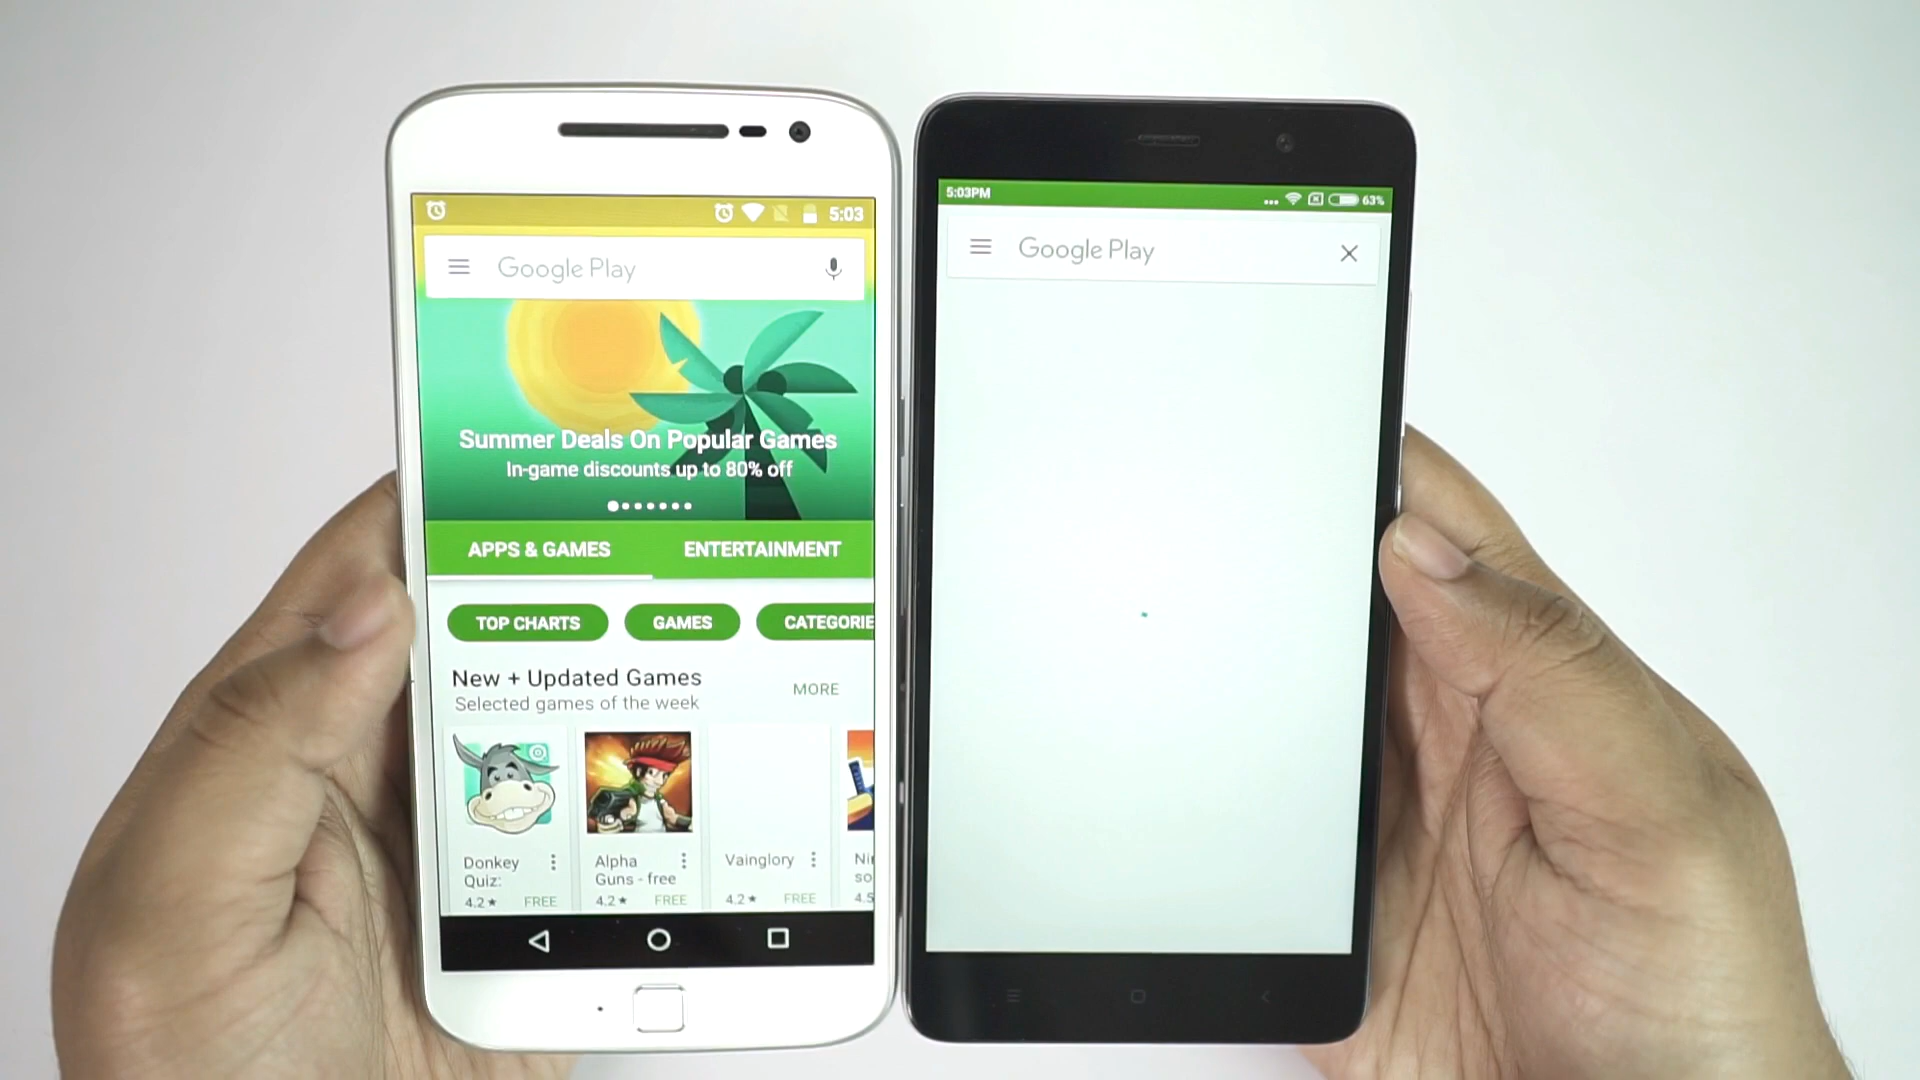 5:03
Google Play
Summer Deals On Popular Games
In-game discounts up to 80% off
APPS & GAMES
ENTERTAINMENT
TOP CHARTS
GAMES
CATEGORIE
New + Updated Games
Selected games of the week
MORE
Donkey
Quiz:
4.2★ FREE
Alpha
Guns - free
4.2★ FREE
Vainglory
4.2★ FREE
Nin
so
4.5
5:03PM
63%
Google Play